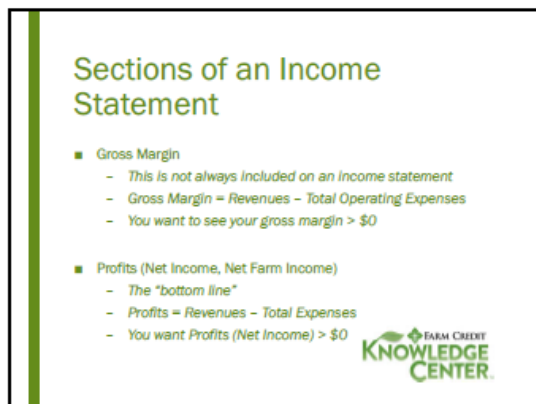 Sections of an Income
Statement
■ Gross Margin
– This is not always included on an income statement
– Gross Margin = Revenues – Total Operating Expenses
– You want to see your gross margin > $0
■ Profits (Net Income, Net Farm Income)
– The “bottom line”
– Profits = Revenues – Total Expenses
– You want Profits (Net Income) > $0
FARM CREDIT
KNOWLEDGE
CENTER